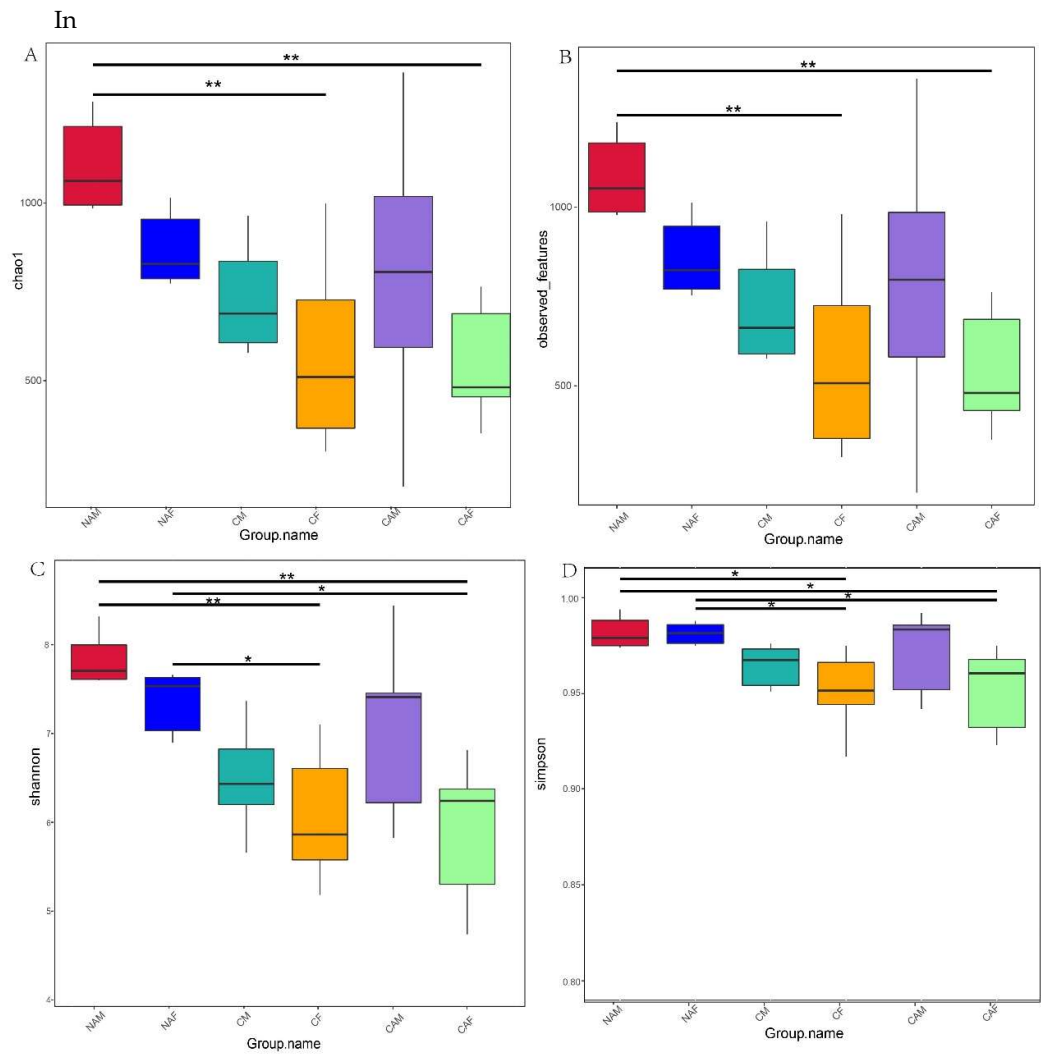 In
A
**
**
1000
500
chao1
NAM
NAF
CM
CF
CAM
CAF
Group.name
B
**
**
1000
500
observed_features
NAM
NAF
CM
CF
CAM
CAF
Group.name
C
**
*
**
*
8
7
6
5
4
shannon
NAM
NAF
CM
CF
CAM
CAF
Group.name
D
*
*
*
*
1.00
0.95
0.90
0.85
0.80
simpson
NAM
NAF
CM
CF
CAM
CAF
Group.name